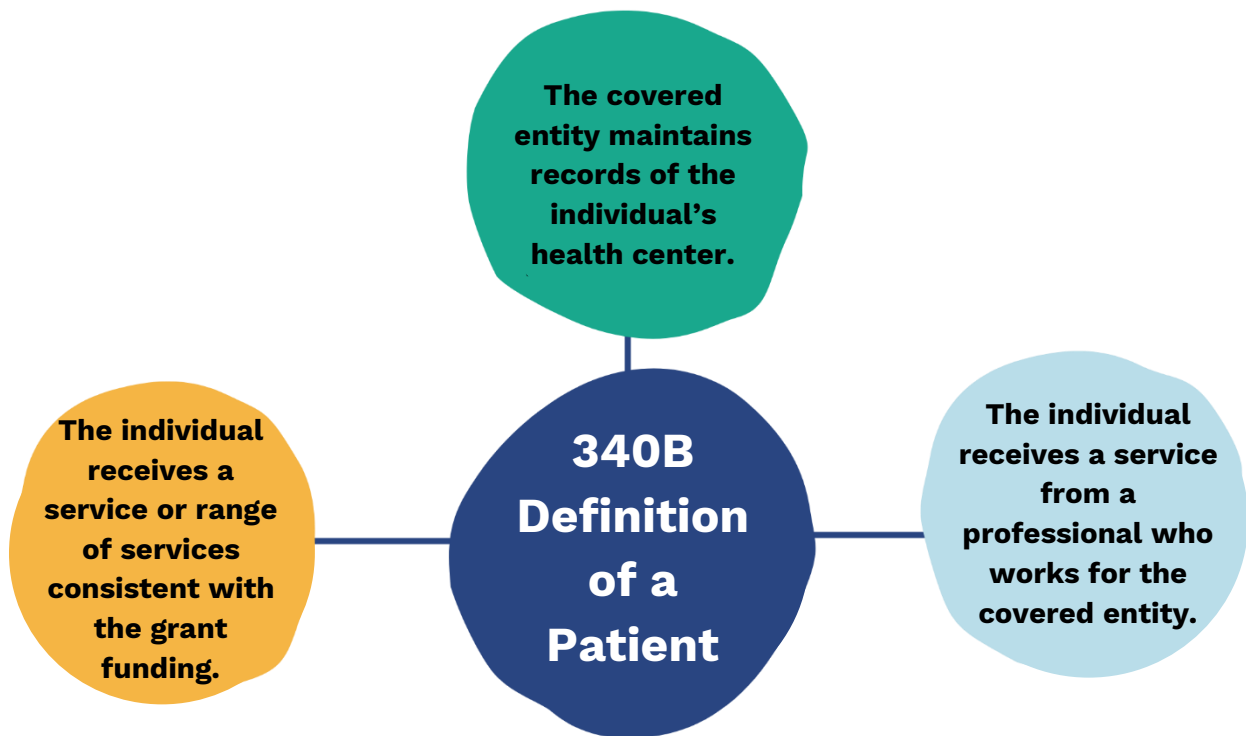 The covered
entity maintains
records of the
individual’s
health center.
The individual
receives a
service or range
of services
consistent with
the grant
funding.
340B
Definition
of a
Patient
The individual
receives a service
from a
professional who
works for the
covered entity.